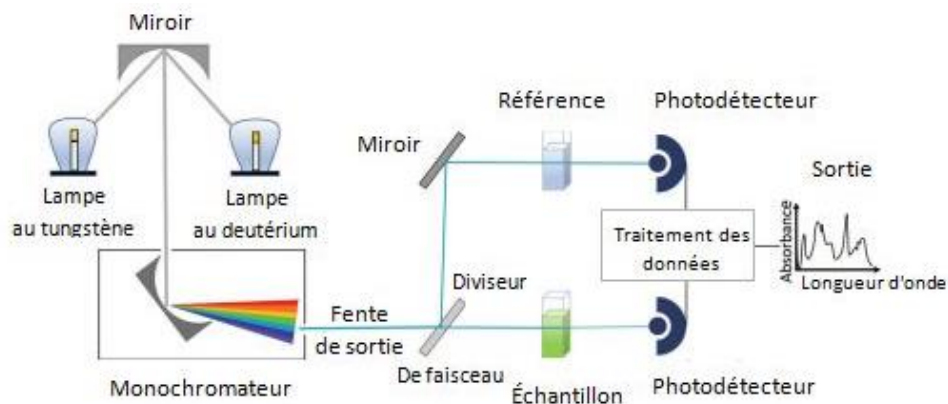 Miroir
Lampe
au tungstène
Lampe
au deutérium
Monochromateur
Fente
de sortie
Miroir
Diviseur
De faisceau
Référence
Échantillon
Photodétecteur
Photodétecteur
Traitement des
données
Sortie
Absorbance
Longueur d'onde